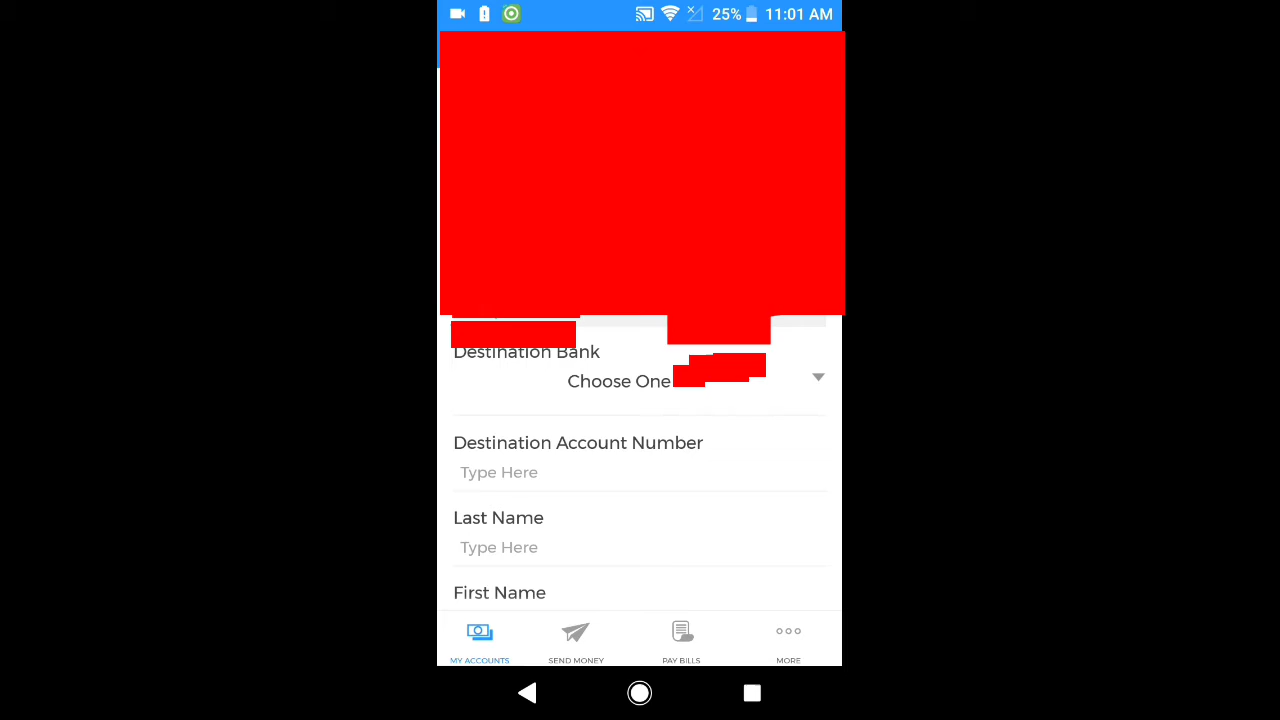 25% 11:01 AM
Destination Bank
Choose One
Destination Account Number
Type Here
Last Name
Type Here
First Name
MY ACCOUNTS SEND MONEY PAY BILLS MORE